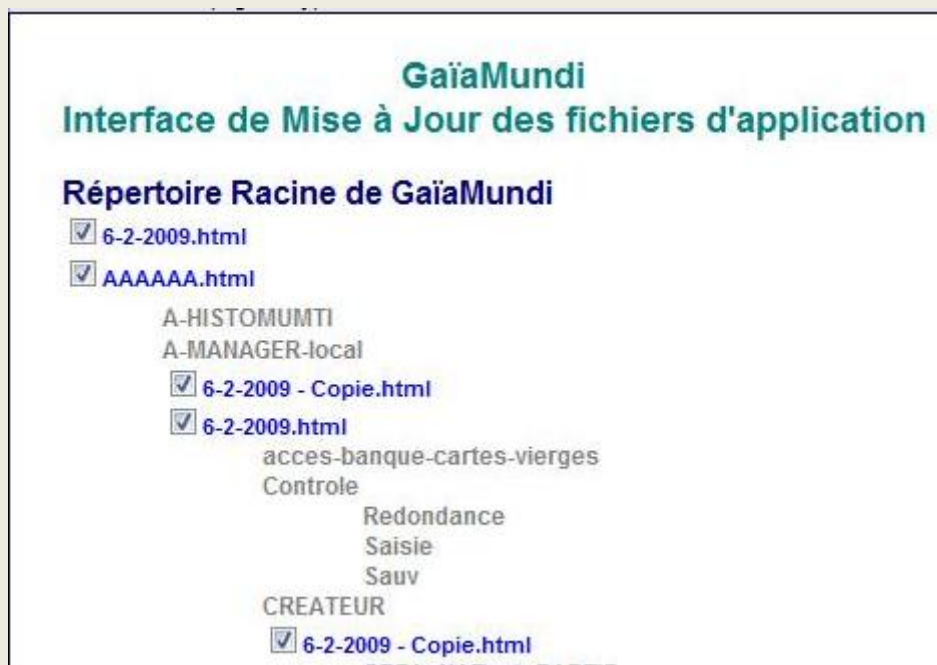 GaïaMundi
Interface de Mise à Jour des fichiers d'application
Répertoire Racine de GaïaMundi
6-2-2009.html
AAAAAA.html
A-HISTOMUMTI
A-MANAGER-local
6-2-2009 - Copie.html
6-2-2009.html
acces-banque-cartes-vierges
Controle
Redondance
Saisie
Sauv
CREATEUR
6-2-2009 - Copie.html